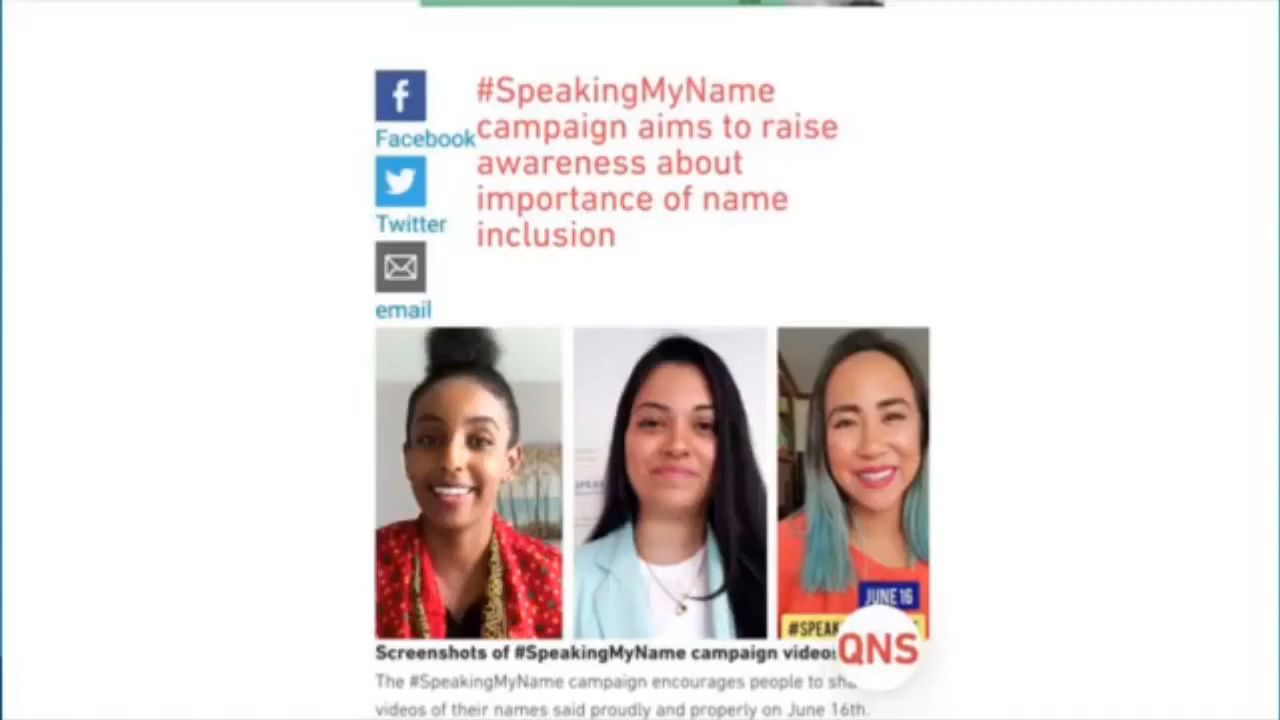 #SpeakingMyName
campaign aims to raise
awareness about
importance of name
inclusion
Facebook
Twitter
email
JUNE 16
#SPEAK
QNS
Screenshots of #SpeakingMyName campaign videos
The #SpeakingMyName campaign encourages people to sha
videos of their names said proudly and properly on June 16th.